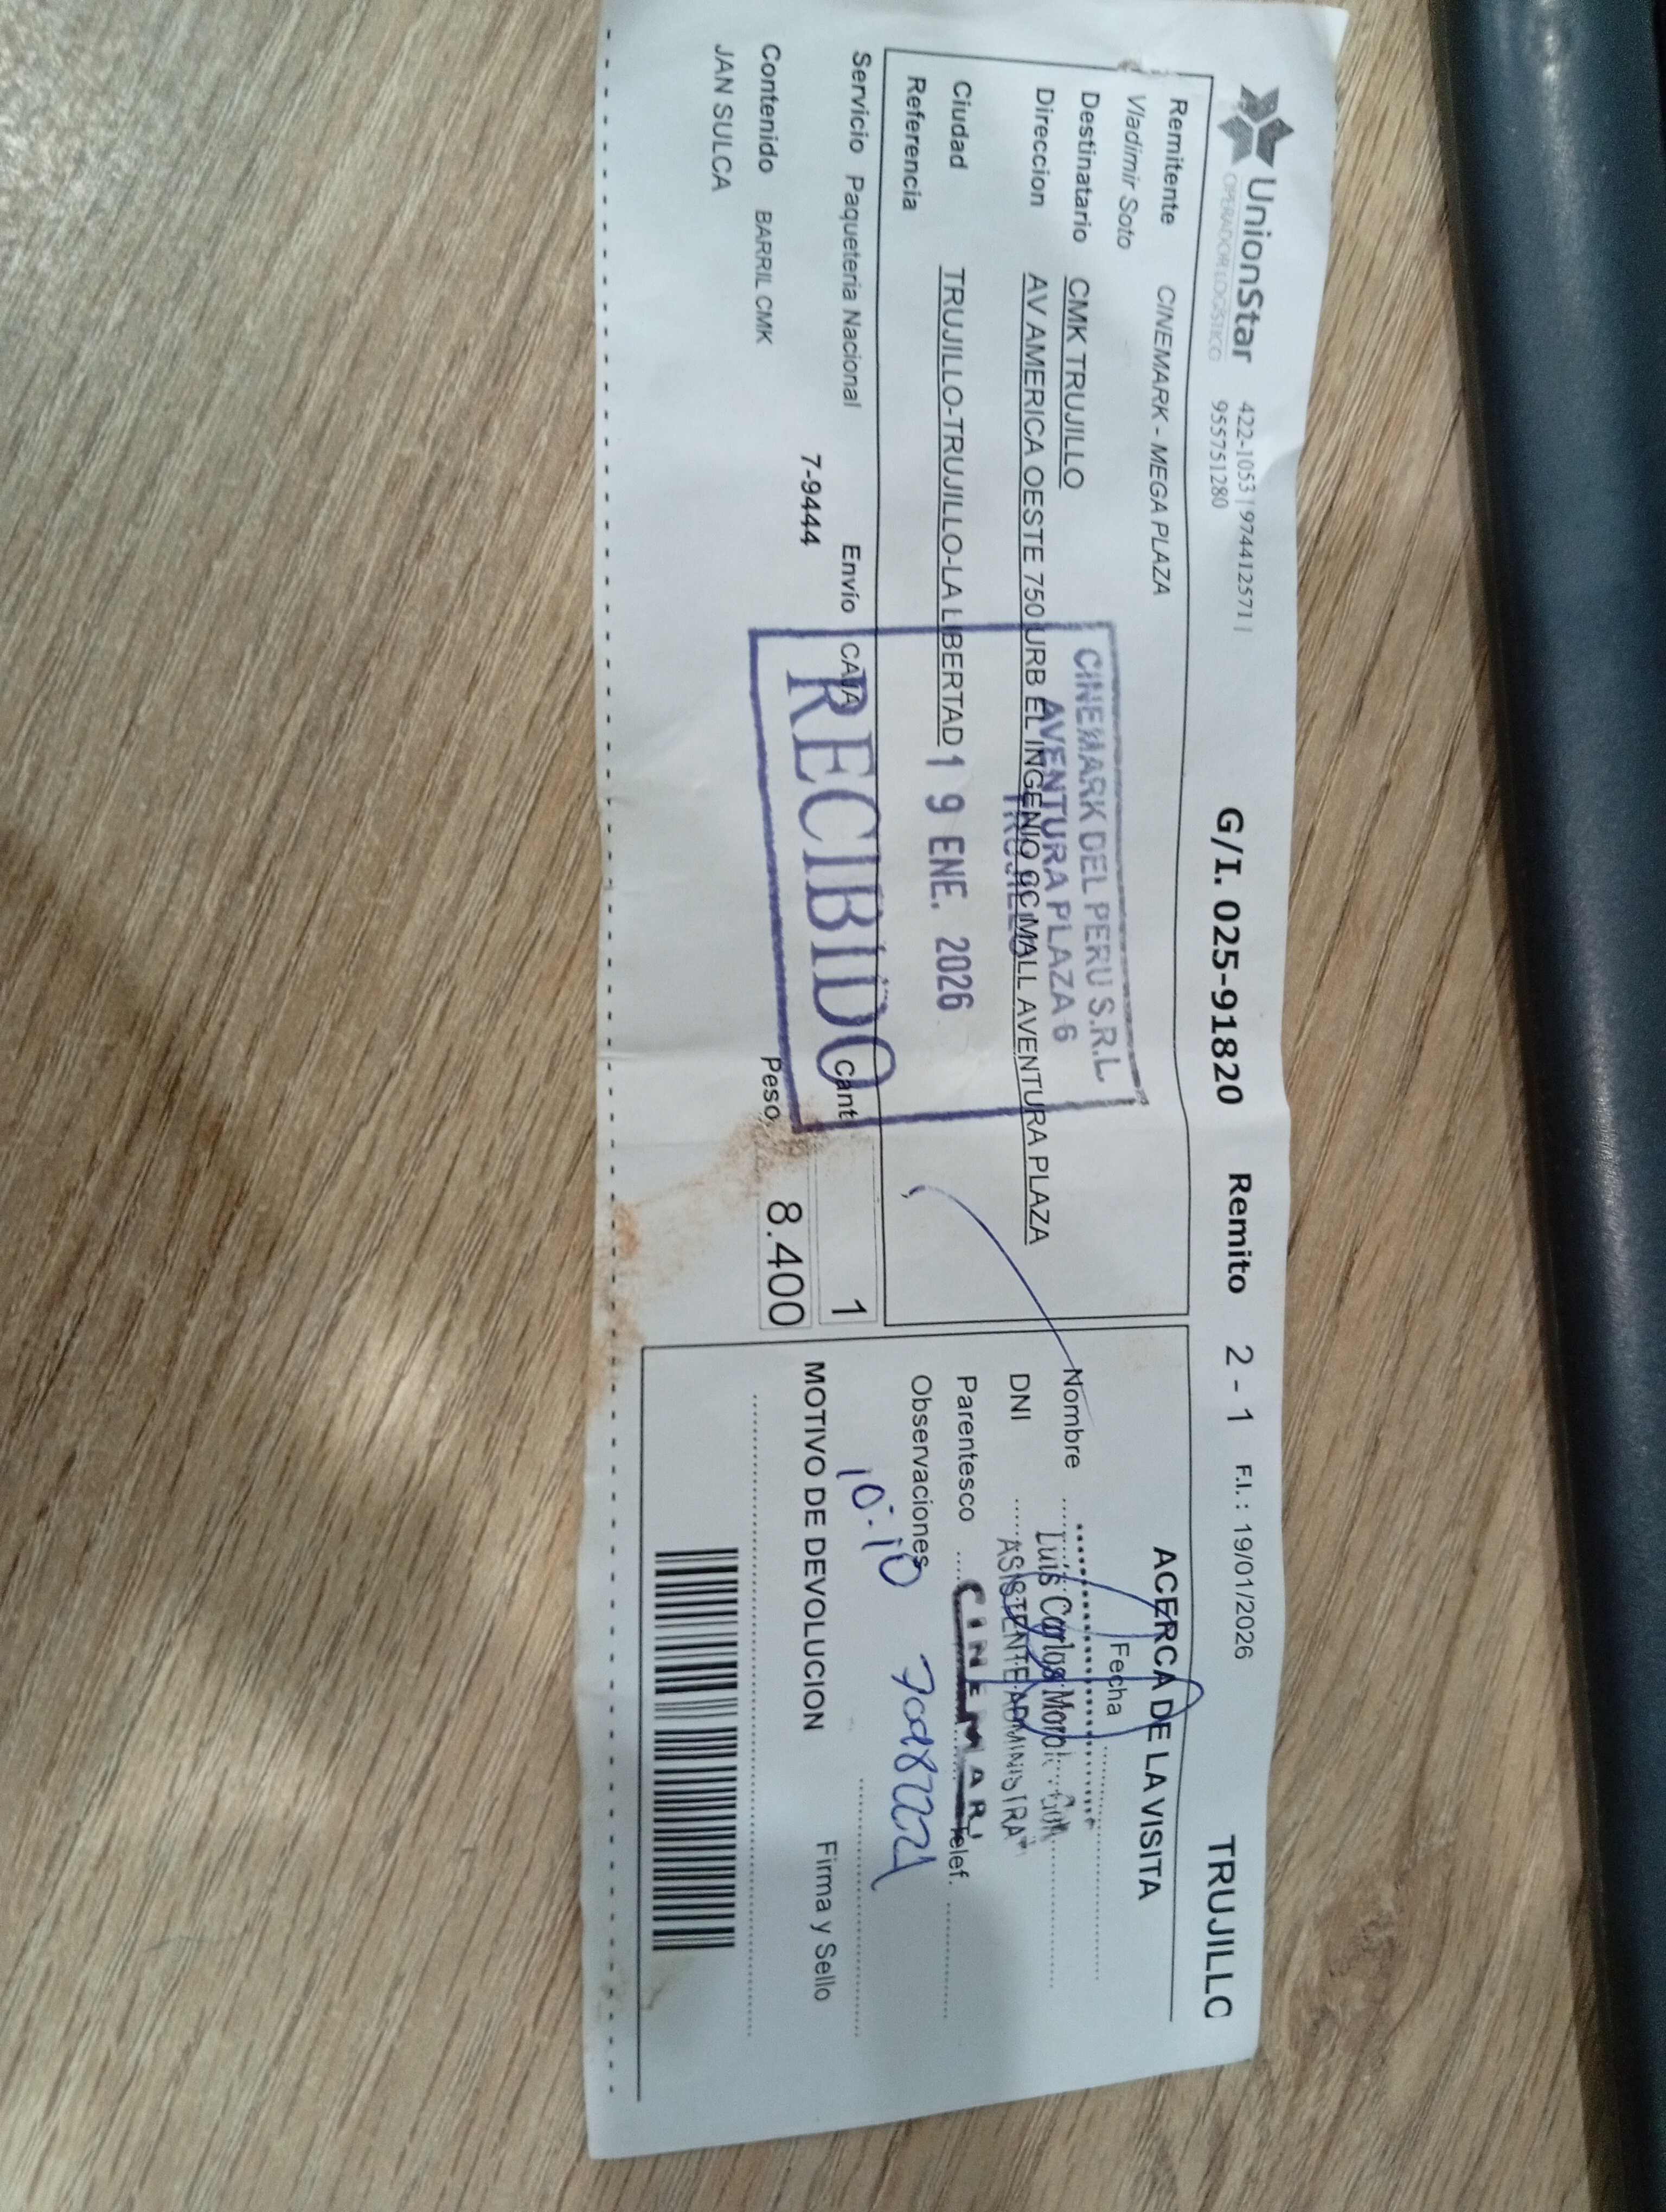 UnionStar
OPERADOR LOGISTICO
422-1053 | 974412571 |
955751280
G/I. 025-91820 Remito 2 - 1 F.I. : 19/01/2026 TRUJILLO
Remitente CINEMARK - MEGA PLAZA
Vladimir Soto
Destinatario CMK TRUJILLO
Direccion AV AMERICA OESTE 750 URB EL INGENIO CC MALL AVENTURA PLAZA
Ciudad TRUJILLO-TRUJILLO-LA LIBERTAD
Referencia
CINEMARK DEL PERU S.R.L
AVENTURA PLAZA 6
TRUJILLO
19 ENE. 2026
RECIBIDO
Servicio Paqueteria Nacional Envío CAJA Cant 1
7-9444
Contenido BARRIL CMK Peso, 8.400
JAN SULCA
ACERCA DE LA VISITA
Fecha
Nombre Luis Carlos
DNI ASISTENTE
Parentesco Telef.
CINEMAR
Observaciones
10:10
MOTIVO DE DEVOLUCION Firma y Sello